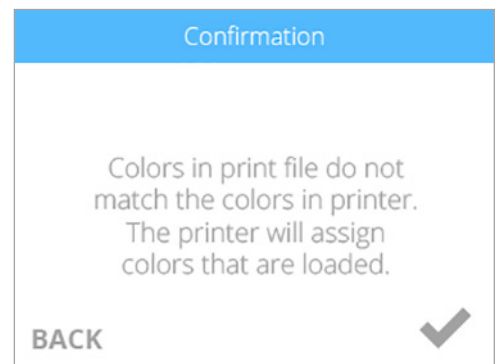 Confirmation
Colors in print file do not
match the colors in printer.
The printer will assign
colors that are loaded.
BACK